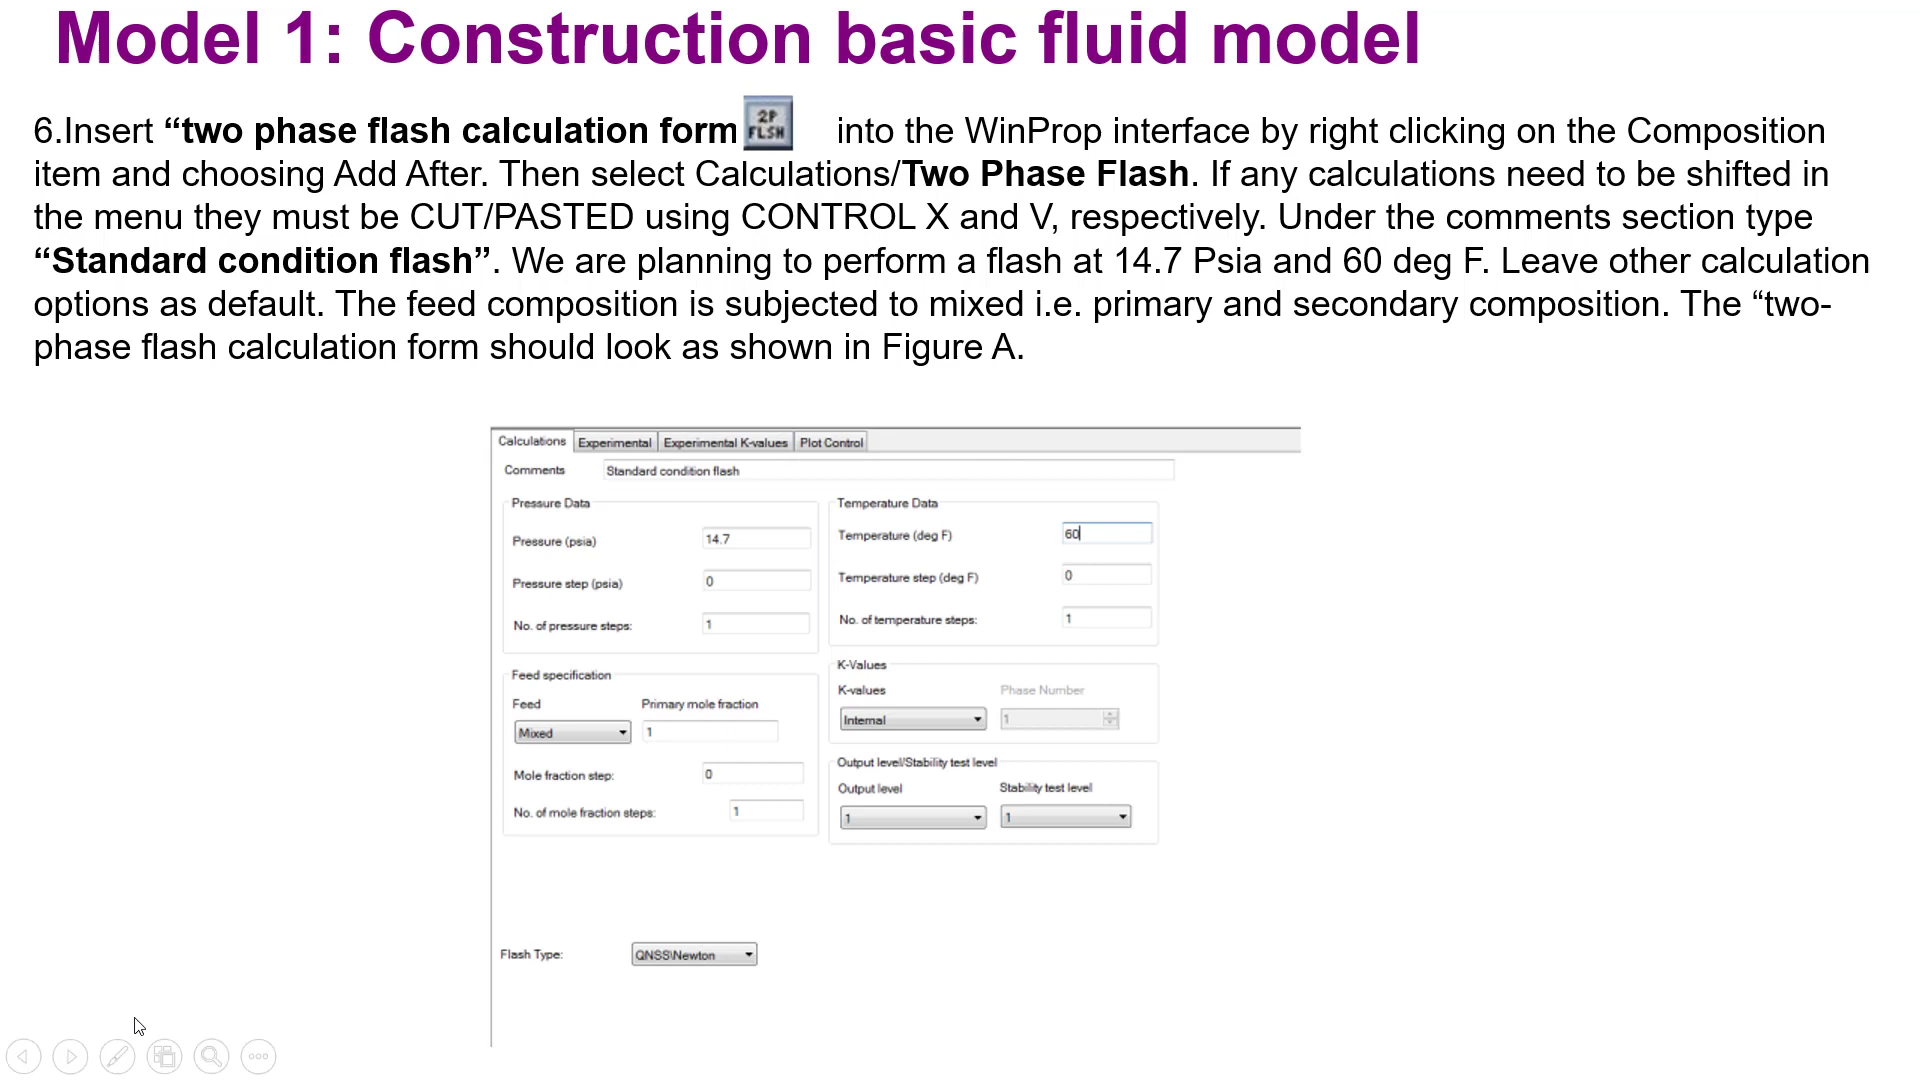 Model 1: Construction basic fluid model
6.Insert “two phase flash calculation form 2P FLSH into the WinProp interface by right clicking on the Composition
item and choosing Add After. Then select Calculations/Two Phase Flash. If any calculations need to be shifted in
the menu they must be CUT/PASTED using CONTROL X and V, respectively. Under the comments section type
“Standard condition flash”. We are planning to perform a flash at 14.7 Psia and 60 deg F. Leave other calculation
options as default. The feed composition is subjected to mixed i.e. primary and secondary composition. The “two-
phase flash calculation form should look as shown in Figure A.
Calculations Experimental Experimental K-values Plot Control
Comments Standard condition flash
Pressure Data
Pressure (psia) 14.7
Pressure step (psia) 0
No. of pressure steps: 1
Temperature Data
Temperature (deg F) 60
Temperature step (deg F) 0
No. of temperature steps: 1
Feed specification
Feed Primary mole fraction
Mixed 1
Mole fraction step: 0
No. of mole fraction steps: 1
K-Values
K-values Phase Number
Internal 1
Output level/Stability test level
Output level Stability test level
1 1
Flash Type: QNSS\Newton